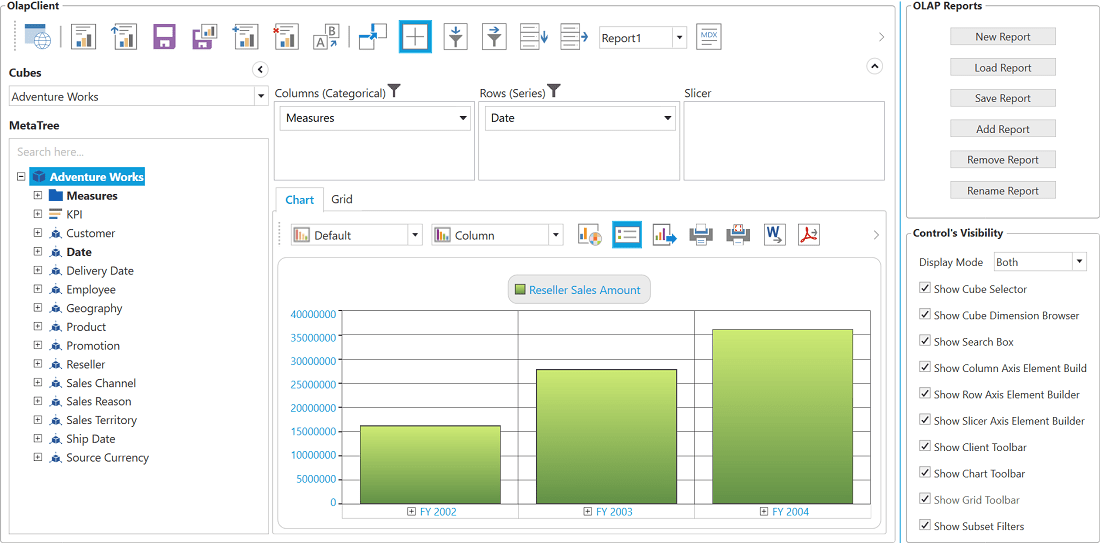 OlapClient
Report1
MDX
A
B
Cubes
Adventure Works
MetaTree
Search here...
Adventure Works
Measures
KPI
Customer
Date
Delivery Date
Employee
Geography
Product
Promotion
Reseller
Sales Channel
Sales Reason
Sales Territory
Ship Date
Source Currency
Columns (Categorical)
Measures
Rows (Series)
Date
Slicer
Chart
Grid
Default
Column
W
Reseller Sales Amount
40000000
35000000
30000000
25000000
20000000
15000000
10000000
5000000
0
FY 2002
FY 2003
FY 2004
OLAP Reports
New Report
Load Report
Save Report
Add Report
Remove Report
Rename Report
Control's Visibility
Display Mode
Both
Show Cube Selector
Show Cube Dimension Browser
Show Search Box
Show Column Axis Element Build
Show Row Axis Element Builder
Show Slicer Axis Element Builder
Show Client Toolbar
Show Chart Toolbar
Show Grid Toolbar
Show Subset Filters